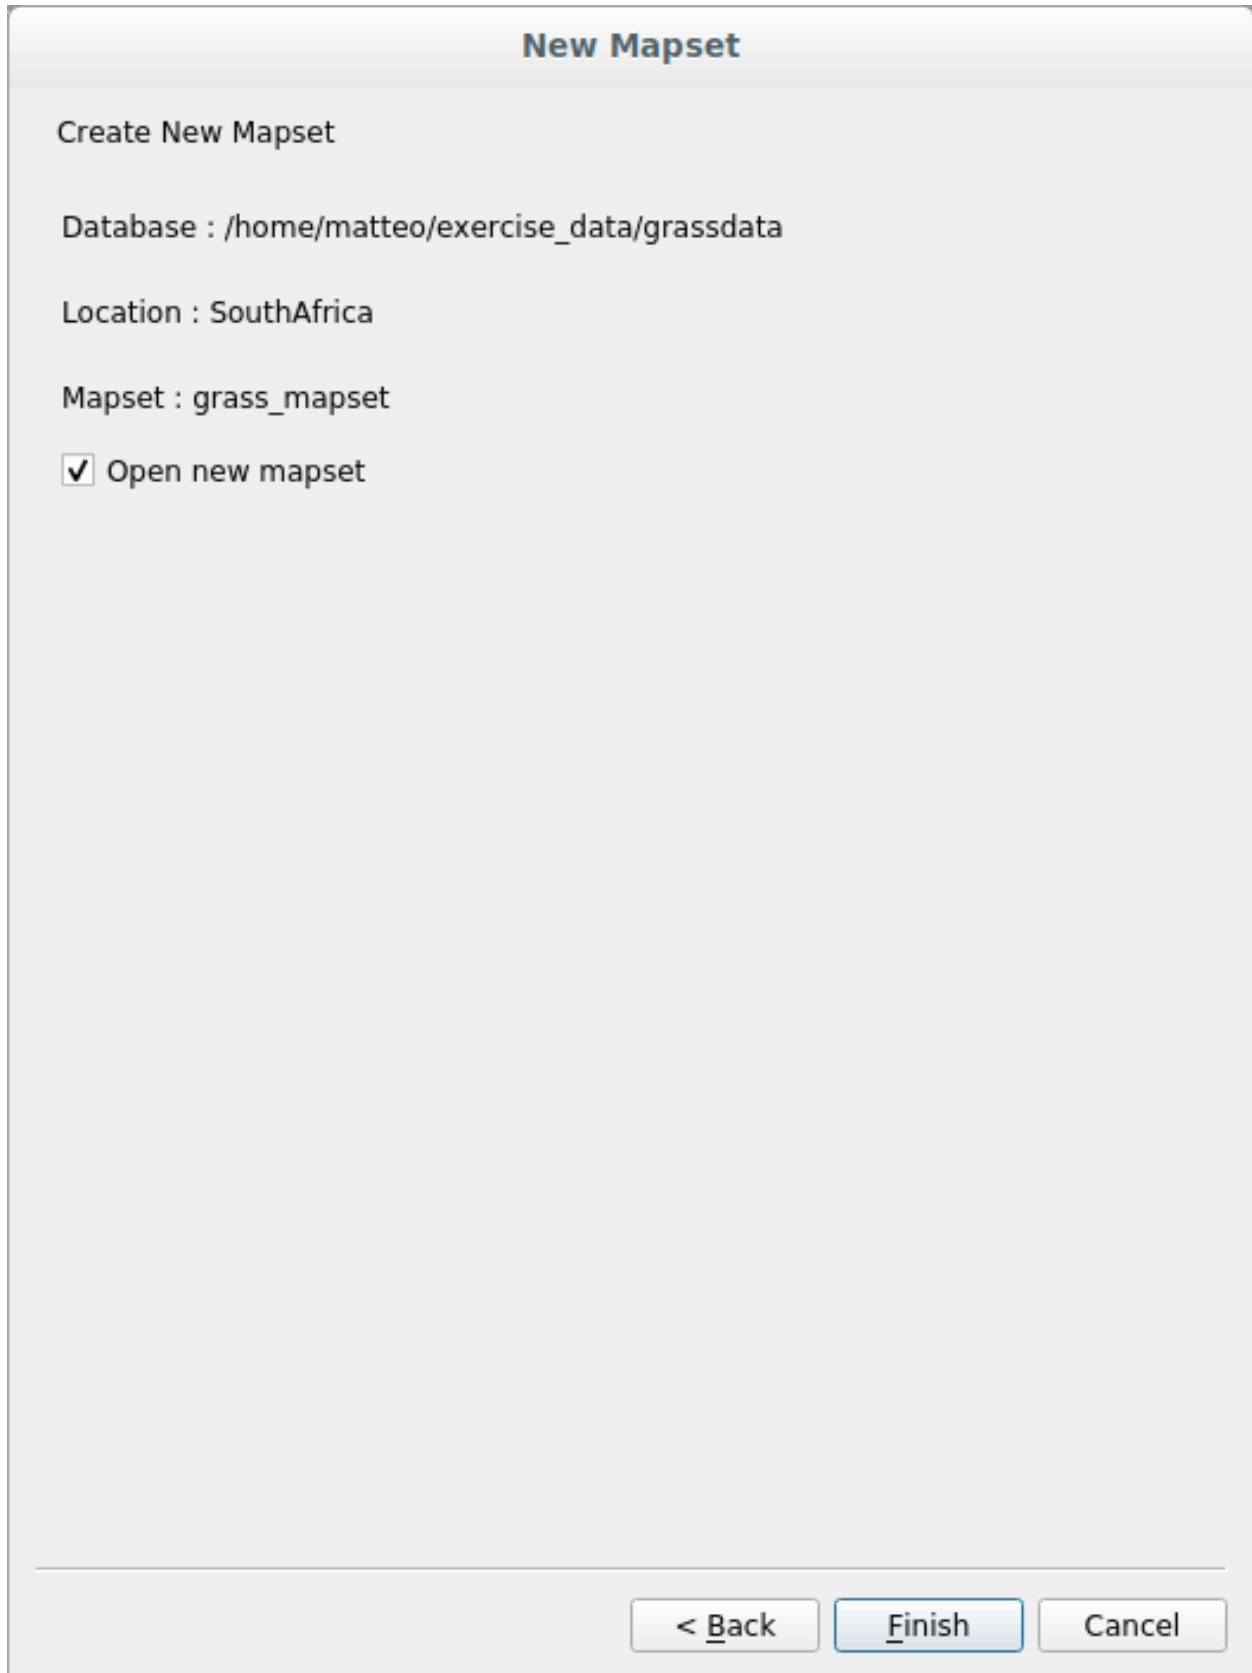 New Mapset
Create New Mapset
Database : /home/matteo/exercise_data/grassdata
Location : SouthAfrica
Mapset : grass_mapset
Open new mapset
< Back
Finish
Cancel